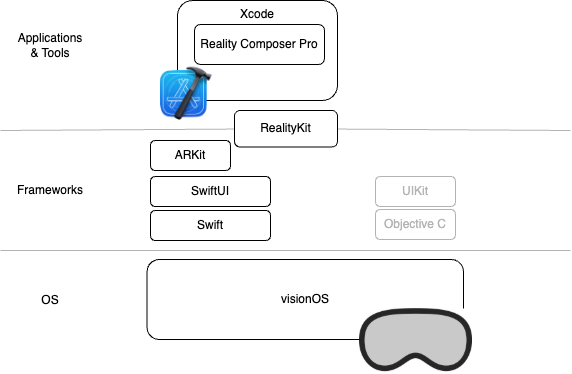 Xcode
Applications
& Tools
Reality Composer Pro
RealityKit
ARKit
Frameworks
SwiftUI
UIKit
Swift
Objective C
OS
visionOS